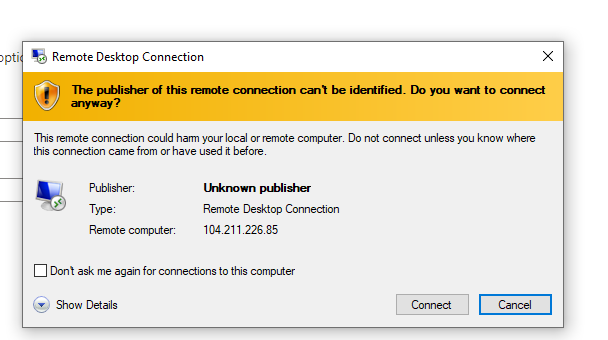 Remote Desktop Connection
The publisher of this remote connection can't be identified. Do you want to connect
anyway?
This remote connection could harm your local or remote computer. Do not connect unless you know where
this connection came from or have used it before.
Publisher: Unknown publisher
Type: Remote Desktop Connection
Remote computer: 104.211.226.85
Don't ask me again for connections to this computer
Show Details Connect Cancel